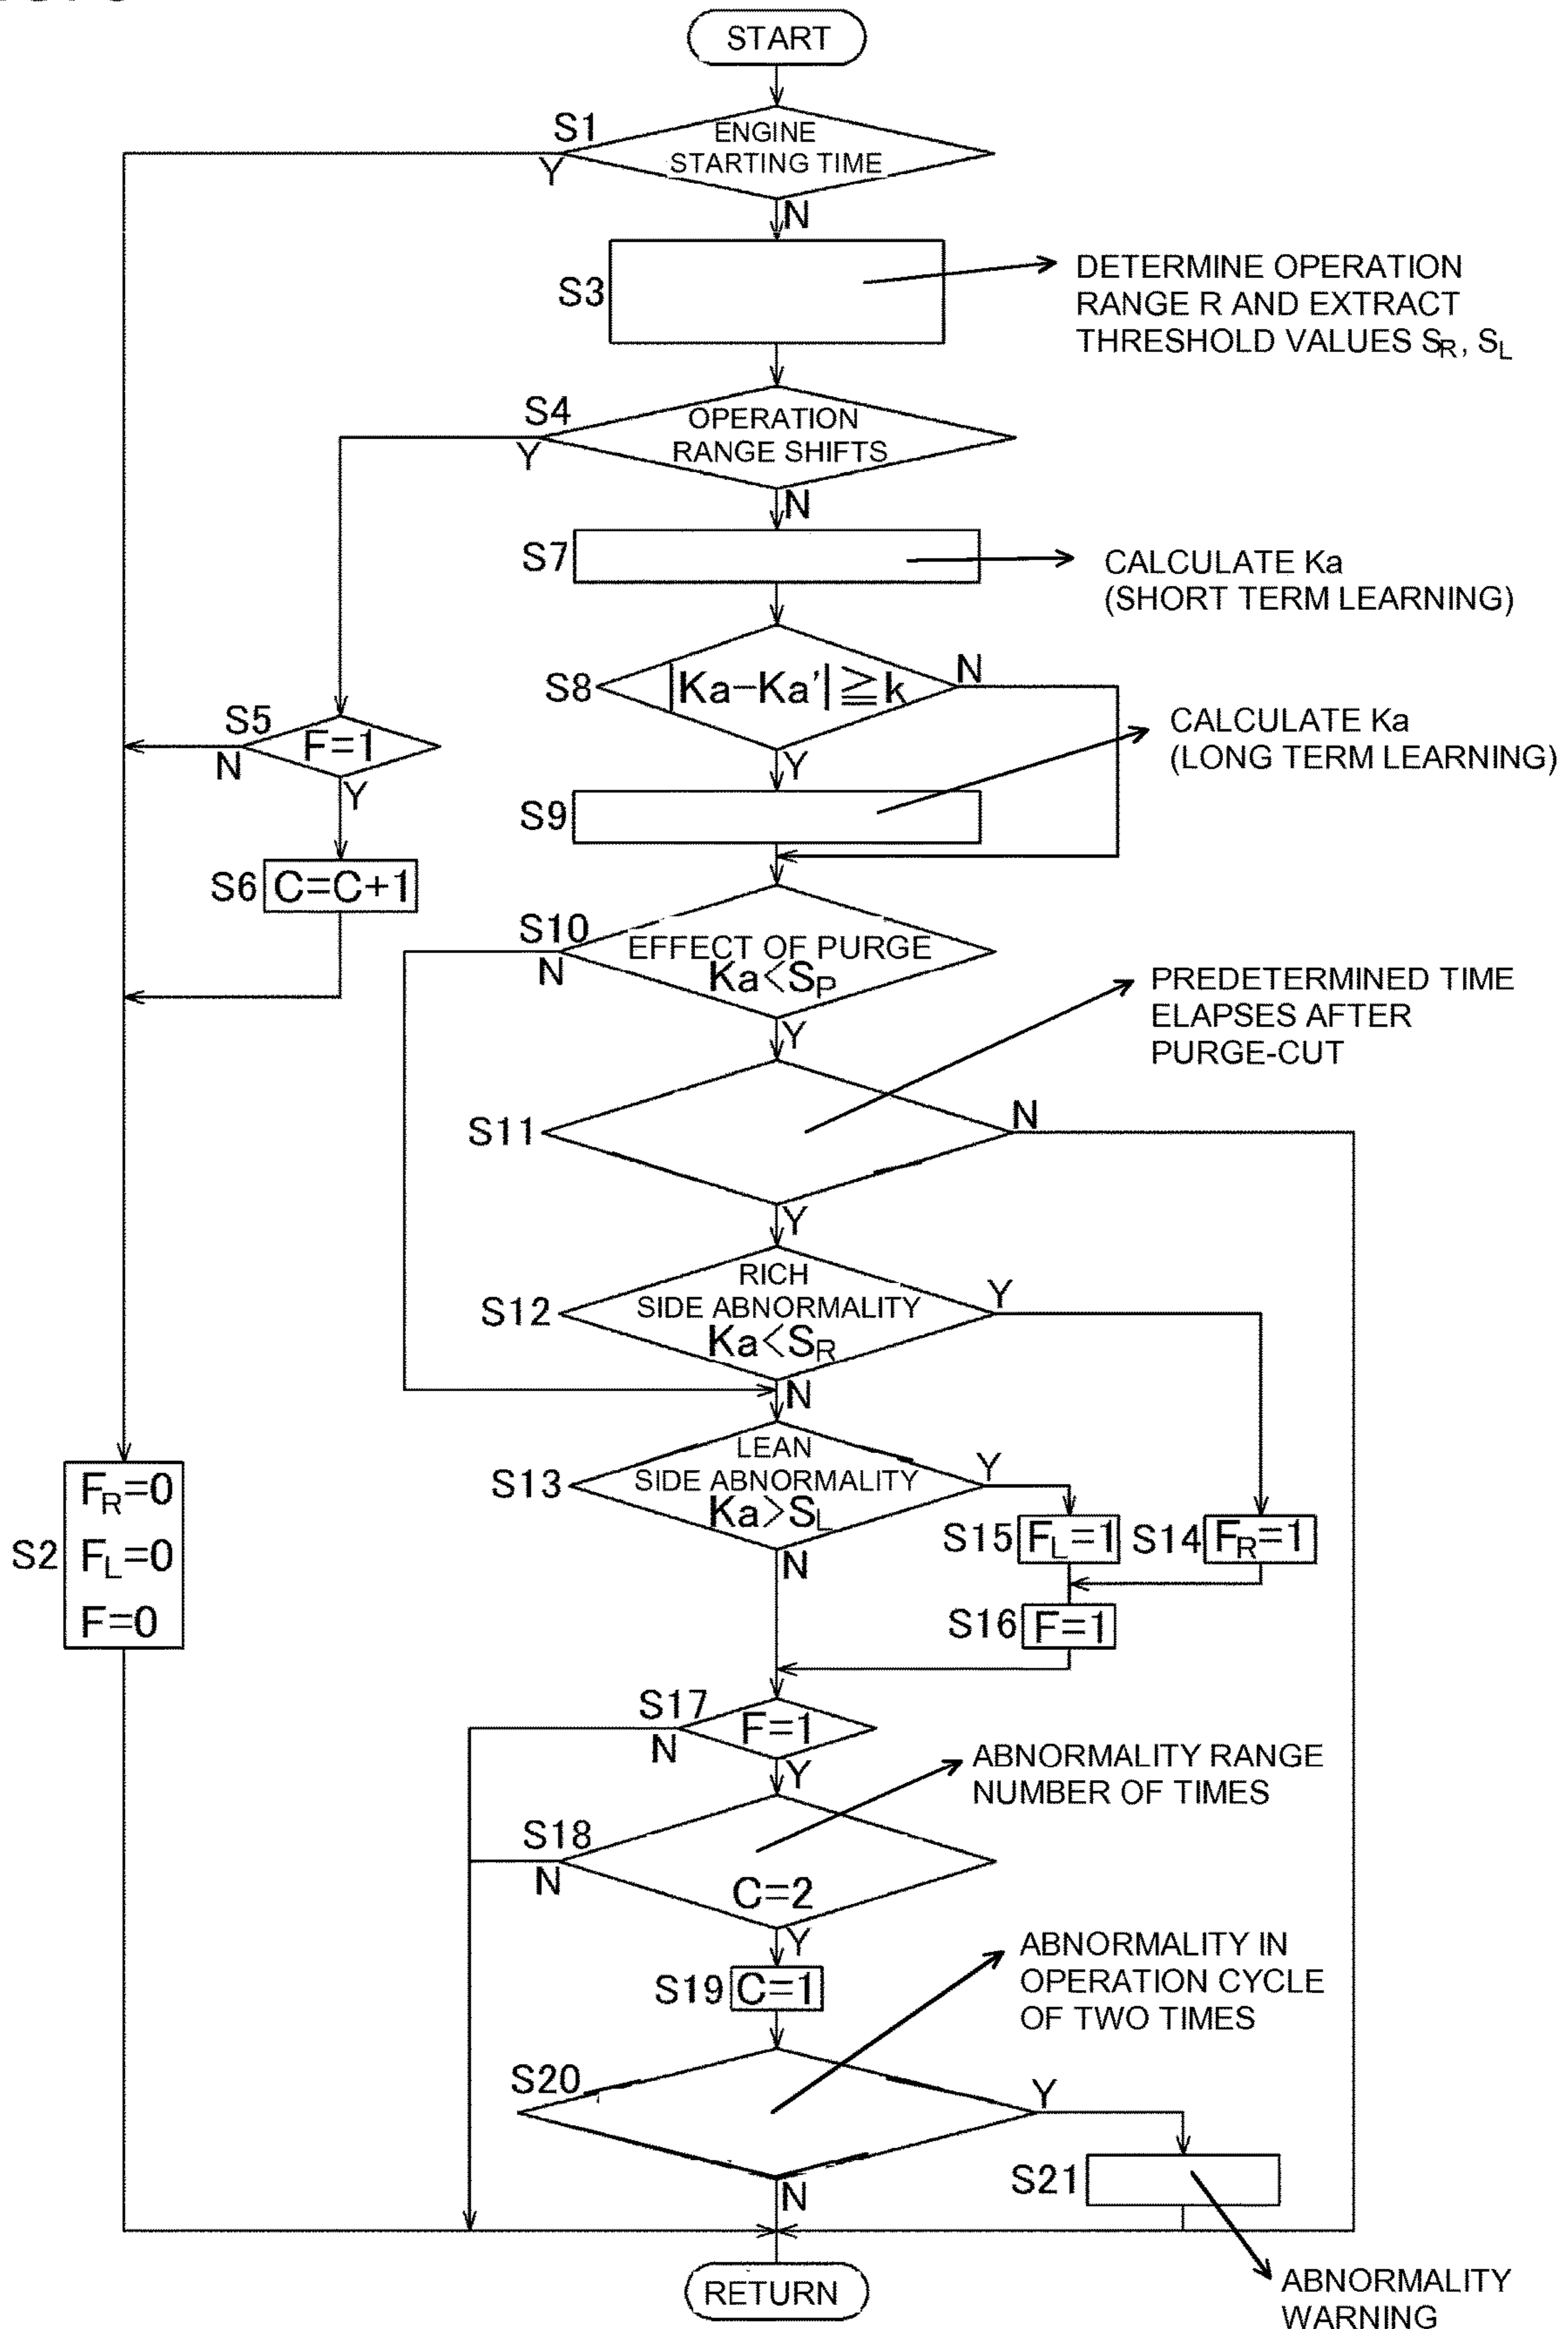 START
S1
ENGINE
STARTING TIME
Y
N
S3
DETERMINE OPERATION
RANGE R AND EXTRACT
THRESHOLD VALUES SR, SL
S4
OPERATION
RANGE SHIFTS
Y
N
S7
CALCULATE Ka
(SHORT TERM LEARNING)
S8
|Ka-Ka'|≧k
N
Y
S5
F=1
N
Y
CALCULATE Ka
(LONG TERM LEARNING)
S9
S6
C=C+1
S10
EFFECT OF PURGE
Ka<SP
N
Y
PREDETERMINED TIME
ELAPSES AFTER
PURGE-CUT
S11
N
Y
S12
RICH
SIDE ABNORMALITY
Ka<SR
Y
N
S13
LEAN
SIDE ABNORMALITY
Ka>SL
Y
N
S15
FL=1
S14
FR=1
S2
FR=0
FL=0
F=0
S16
F=1
S17
F=1
N
Y
ABNORMALITY RANGE
NUMBER OF TIMES
S18
C=2
N
Y
S19
C=1
ABNORMALITY IN
OPERATION CYCLE
OF TWO TIMES
S20
Y
N
S21
RETURN
ABNORMALITY
WARNING